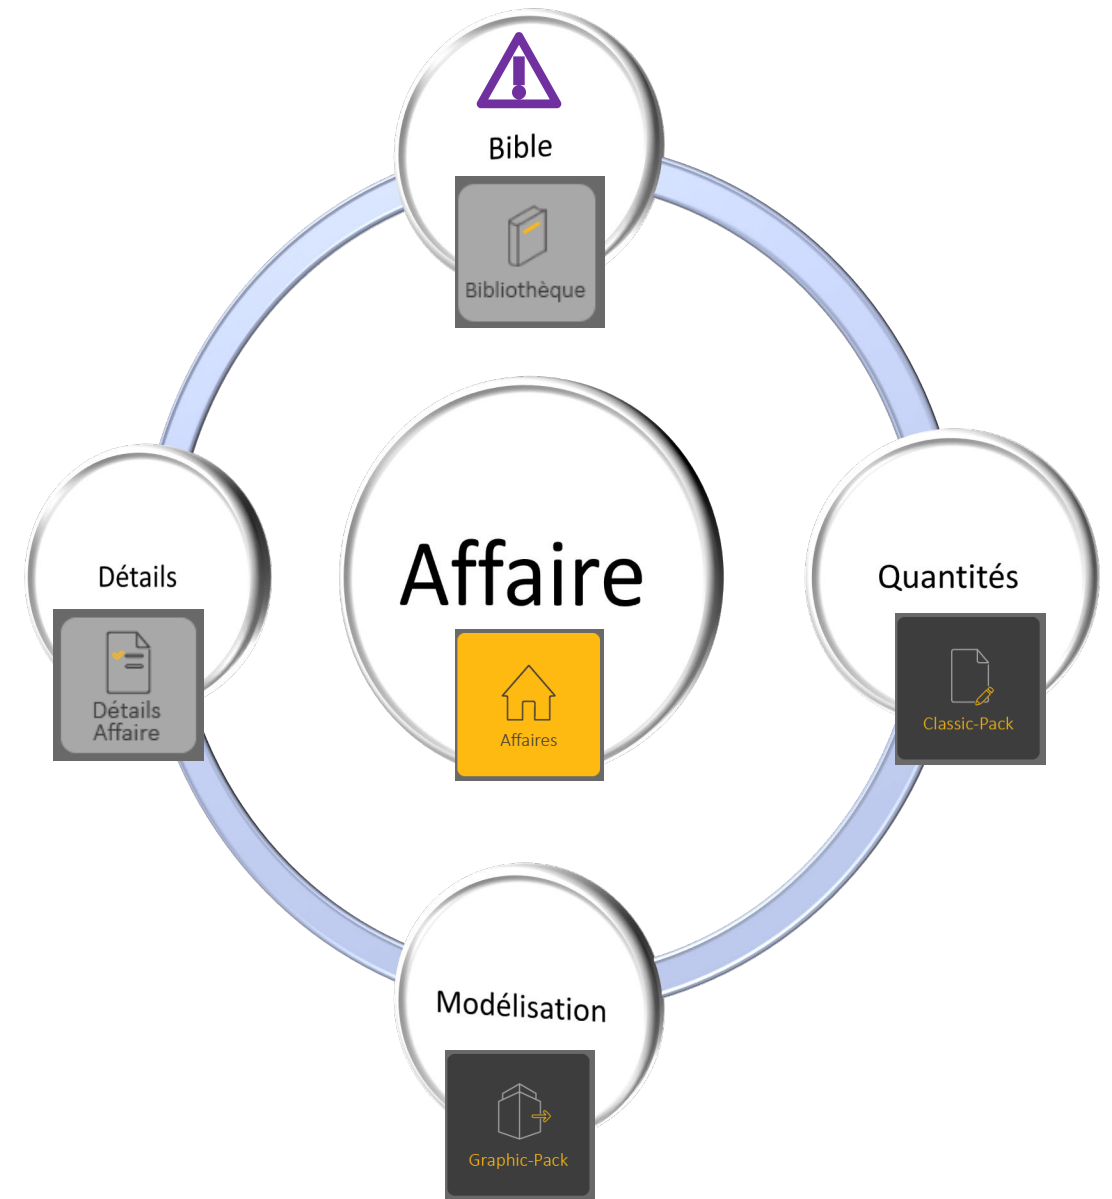 Bible
Bibliothèque
Détails
Détails
Affaire
Affaire
Affaires
Quantités
Classic-Pack
Modélisation
Graphic-Pack